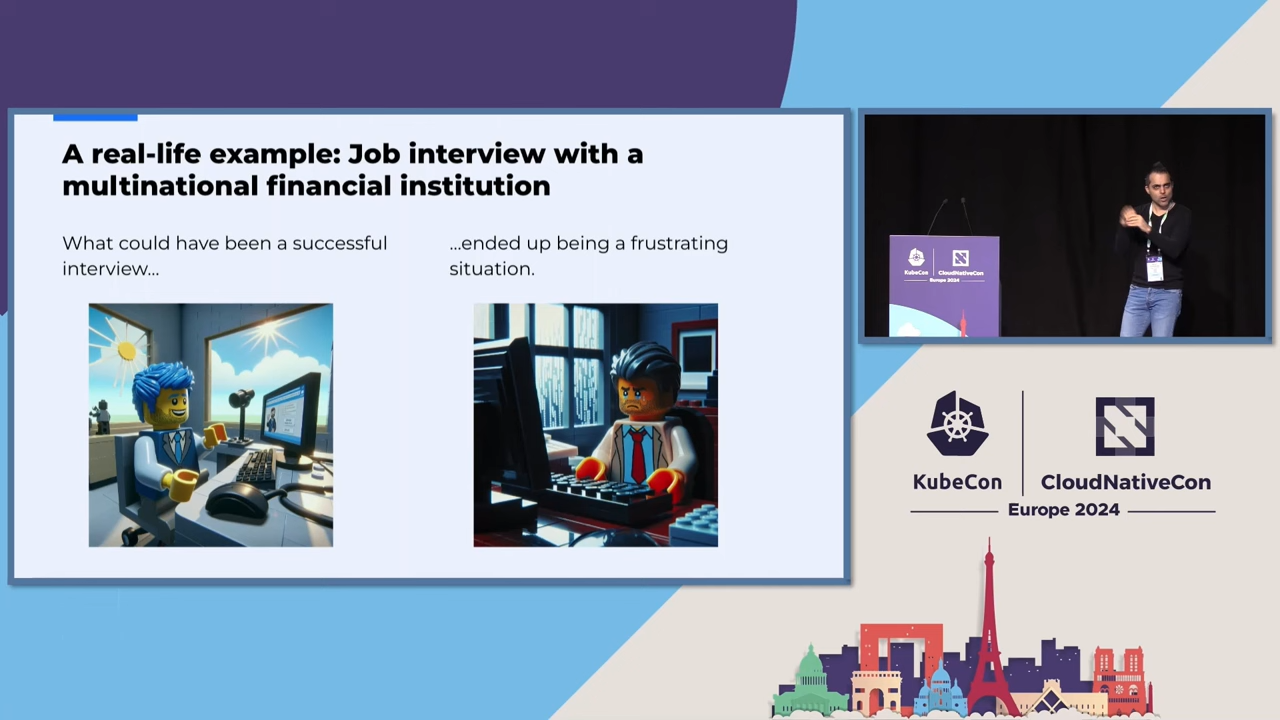 A real-life example: Job interview with a
multinational financial institution
What could have been a successful
interview...
...ended up being a frustrating
situation.
KubeCon
CloudNativeCon
Europe 2024
KubeCon
CloudNativeCon
Europe 2024